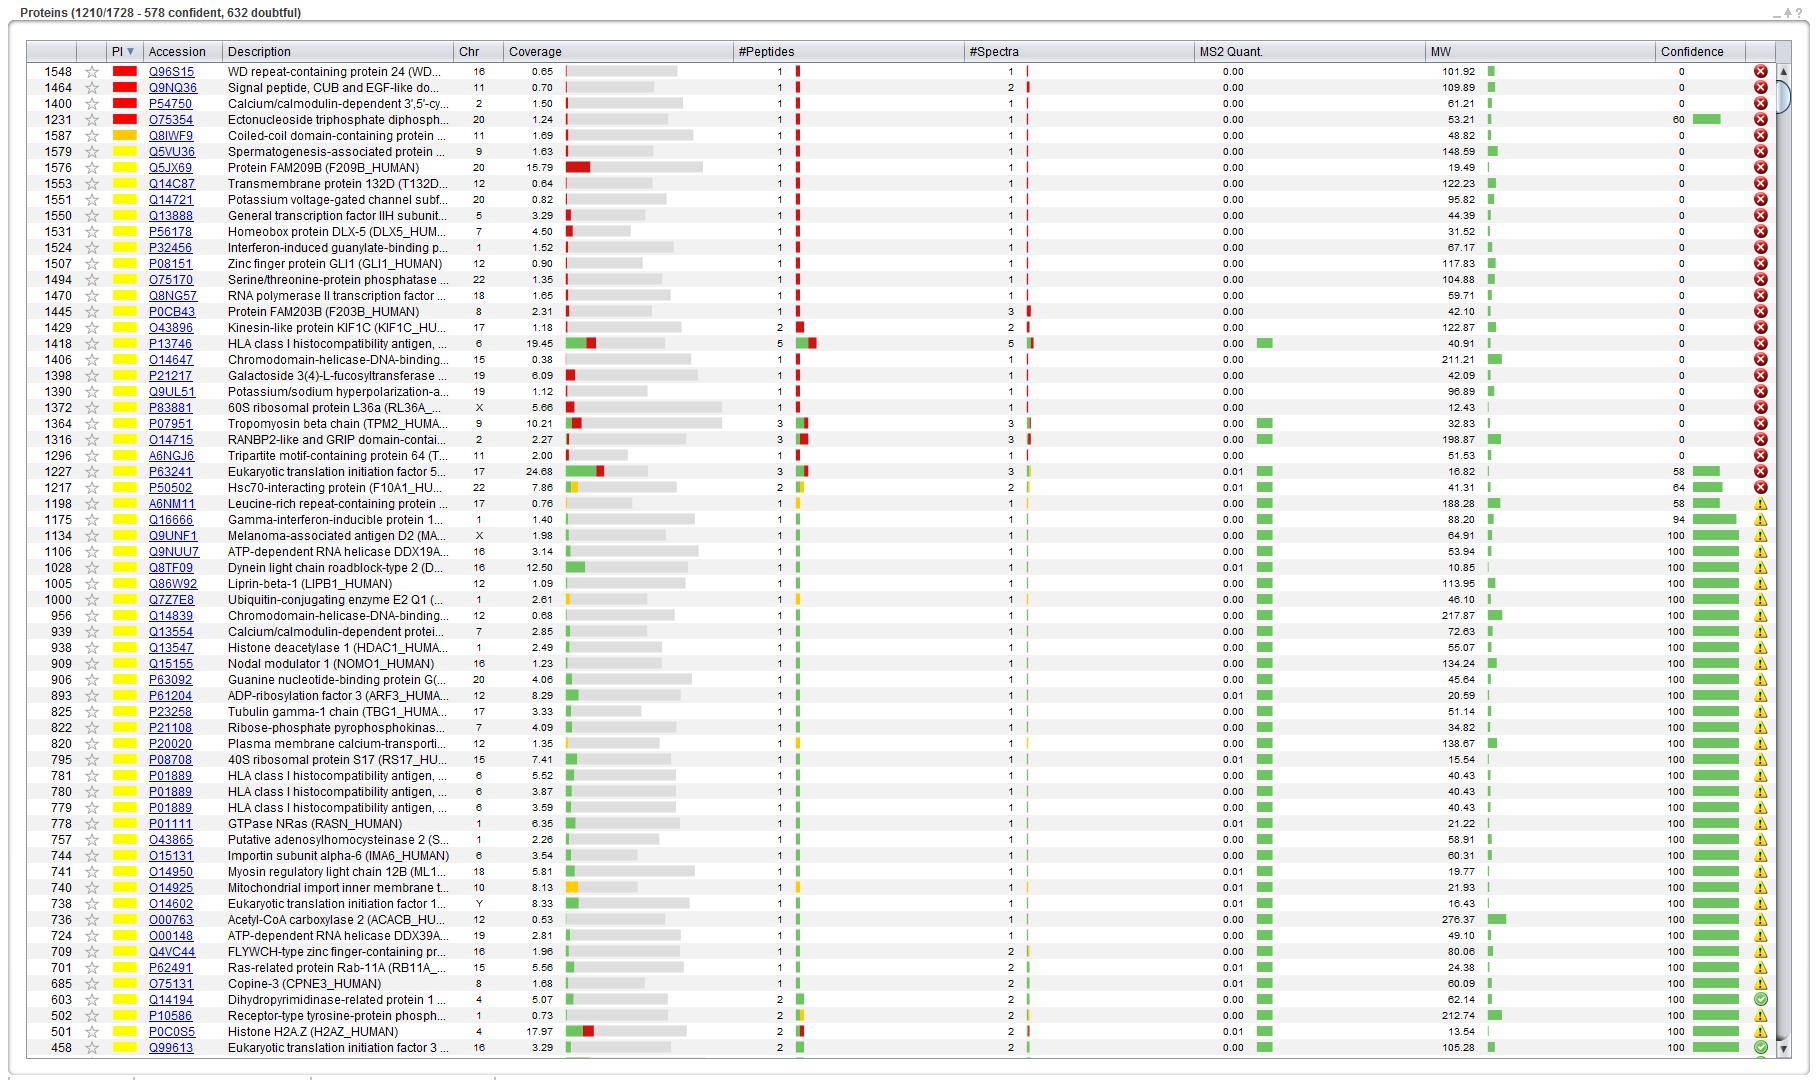 Proteins (1210/1728 - 578 confident, 632 doubtful)
PI Accession Description Chr Coverage #Peptides #Spectra MS2 Quant. MW Confidence
1548 Q96S15 WD repeat-containing protein 24 (WD... 16 0.65 1 1 0.00 101.92 0
1464 Q9NQ36 Signal peptide, CUB and EGF-like do... 11 0.70 1 2 0.00 109.89 0
1400 P54750 Calcium/calmodulin-dependent 3',5'-cy... 2 1.50 1 1 0.00 61.21 0
1231 O75354 Ectonucleoside triphosphate diphosph... 20 1.24 1 1 0.00 53.21 60
1587 Q8IWF9 Coiled-coil domain-containing protein ... 11 1.69 1 1 0.00 48.82 0
1579 Q5VU36 Spermatogenesis-associated protein ... 9 1.63 1 1 0.00 148.59 0
1576 Q5JX69 Protein FAM209B (F209B_HUMAN) 20 15.79 1 1 0.00 19.49 0
1553 Q14C87 Transmembrane protein 132D (T132D... 12 0.64 1 1 0.00 122.23 0
1551 Q14721 Potassium voltage-gated channel subf... 20 0.82 1 1 0.00 95.82 0
1550 Q13888 General transcription factor IIH subunit... 5 3.29 1 1 0.00 44.39 0
1531 P56178 Homeobox protein DLX-5 (DLX5_HUM... 7 4.50 1 1 0.00 31.52 0
1524 P32456 Interferon-induced guanylate-binding p... 1 1.52 1 1 0.00 67.17 0
1507 P08151 Zinc finger protein GLI1 (GLI1_HUMAN) 12 0.90 1 1 0.00 117.83 0
1494 O75170 Serine/threonine-protein phosphatase ... 22 1.35 1 1 0.00 104.88 0
1470 Q8NG57 RNA polymerase II transcription factor ... 18 1.65 1 1 0.00 59.71 0
1445 P0CB43 Protein FAM203B (F203B_HUMAN) 8 2.31 1 3 0.00 42.10 0
1429 O43896 Kinesin-like protein KIF1C (KIF1C_HU... 17 1.18 2 2 0.00 122.87 0
1418 P13746 HLA class I histocompatibility antigen, ... 6 19.45 5 5 0.00 40.91 0
1406 O14647 Chromodomain-helicase-DNA-binding... 15 0.38 1 1 0.00 211.21 0
1398 P21217 Galactoside 3(4)-L-fucosyltransferase ... 19 6.09 1 1 0.00 42.09 0
1390 Q9UL51 Potassium/sodium hyperpolarization-a... 19 1.12 1 1 0.00 96.89 0
1372 P83881 60S ribosomal protein L36a (RL36A_... X 5.66 1 1 0.00 12.43 0
1364 P07951 Tropomyosin beta chain (TPM2_HUMA... 9 10.21 3 3 0.00 32.83 0
1316 O14715 RANBP2-like and GRIP domain-contai... 2 2.27 3 3 0.00 198.87 0
1296 A6NGJ6 Tripartite motif-containing protein 64 (T... 11 2.00 1 1 0.00 51.53 0
1227 P63241 Eukaryotic translation initiation factor 5... 17 24.68 3 3 0.01 16.82 58
1217 P50502 Hsc70-interacting protein (F10A1_HU... 22 7.86 2 2 0.01 41.31 64
1198 A6NM11 Leucine-rich repeat-containing protein ... 17 0.76 1 1 0.00 188.28 58
1175 Q16666 Gamma-interferon-inducible protein 1... 1 1.40 1 1 0.00 88.20 94
1134 Q9UNF1 Melanoma-associated antigen D2 (MA... X 1.98 1 1 0.00 64.91 100
1106 Q9NUU7 ATP-dependent RNA helicase DDX19A... 16 3.14 1 1 0.00 53.94 100
1028 Q8TF09 Dynein light chain roadblock-type 2 (D... 16 12.50 1 1 0.00 10.85 100
1005 Q86W92 Liprin-beta-1 (LIPB1_HUMAN) 12 1.09 1 1 0.00 113.95 100
1000 Q7Z7E8 Ubiquitin-conjugating enzyme E2 Q1 (... 1 2.61 1 1 0.00 46.10 100
956 Q14839 Chromodomain-helicase-DNA-binding... 12 0.68 1 1 0.00 217.87 100
939 Q13554 Calcium/calmodulin-dependent protei... 7 2.85 1 1 0.00 72.63 100
938 Q13547 Histone deacetylase 1 (HDAC1_HUMA... 1 2.49 1 1 0.00 55.07 100
909 Q15155 Nodal modulator 1 (NOMO1_HUMAN) 16 1.23 1 1 0.00 134.24 100
906 P63092 Guanine nucleotide-binding protein G(... 20 4.06 1 1 0.00 45.64 100
893 P61204 ADP-ribosylation factor 3 (ARF3_HUMA... 12 8.29 1 1 0.01 20.59 100
825 P23258 Tubulin gamma-1 chain (TBG1_HUMA... 17 3.33 1 1 0.00 51.14 100
822 P21108 Ribose-phosphate pyrophosphokinas... 7 4.09 1 1 0.01 34.82 100
820 P20020 Plasma membrane calcium-transporti... 12 1.35 1 1 0.00 138.67 100
795 P08708 40S ribosomal protein S17 (RS17_HU... 15 7.41 1 1 0.01 15.54 100
781 P01889 HLA class I histocompatibility antigen, ... 6 5.52 1 1 0.00 40.43 100
780 P01889 HLA class I histocompatibility antigen, ... 6 3.87 1 1 0.00 40.43 100
779 P01889 HLA class I histocompatibility antigen, ... 6 3.59 1 1 0.00 40.43 100
778 P01111 GTPase NRas (RASN_HUMAN) 1 6.35 1 1 0.01 21.22 100
757 O43865 Putative adenosylhomocysteinase 2 (S... 1 2.26 1 1 0.00 58.91 100
744 O15131 Importin subunit alpha-6 (IMA6_HUMAN) 6 3.54 1 1 0.00 60.31 100
741 O14950 Myosin regulatory light chain 12B (ML1... 18 5.81 1 1 0.01 19.77 100
740 O14925 Mitochondrial import inner membrane t... 10 8.13 1 1 0.01 21.93 100
738 O14602 Eukaryotic translation initiation factor 1... Y 8.33 1 1 0.01 16.43 100
736 O00763 Acetyl-CoA carboxylase 2 (ACACB_HU... 12 0.53 1 1 0.00 276.37 100
724 O00148 ATP-dependent RNA helicase DDX39A... 19 2.81 1 1 0.00 49.10 100
709 Q4VC44 FLYWCH-type zinc finger-containing pr... 16 1.96 1 2 0.00 80.06 100
701 P62491 Ras-related protein Rab-11A (RB11A_... 15 5.56 1 2 0.01 24.38 100
685 O75131 Copine-3 (CPNE3_HUMAN) 8 1.68 1 2 0.00 60.09 100
603 Q14194 Dihydropyrimidinase-related protein 1 ... 4 5.07 2 2 0.00 62.14 100
502 P10586 Receptor-type tyrosine-protein phosph... 1 0.73 2 2 0.00 212.74 100
501 P0C0S5 Histone H2A.Z (H2AZ_HUMAN) 4 17.97 2 2 0.01 13.54 100
458 Q99613 Eukaryotic translation initiation factor 3 ... 16 3.29 2 2 0.00 105.28 100